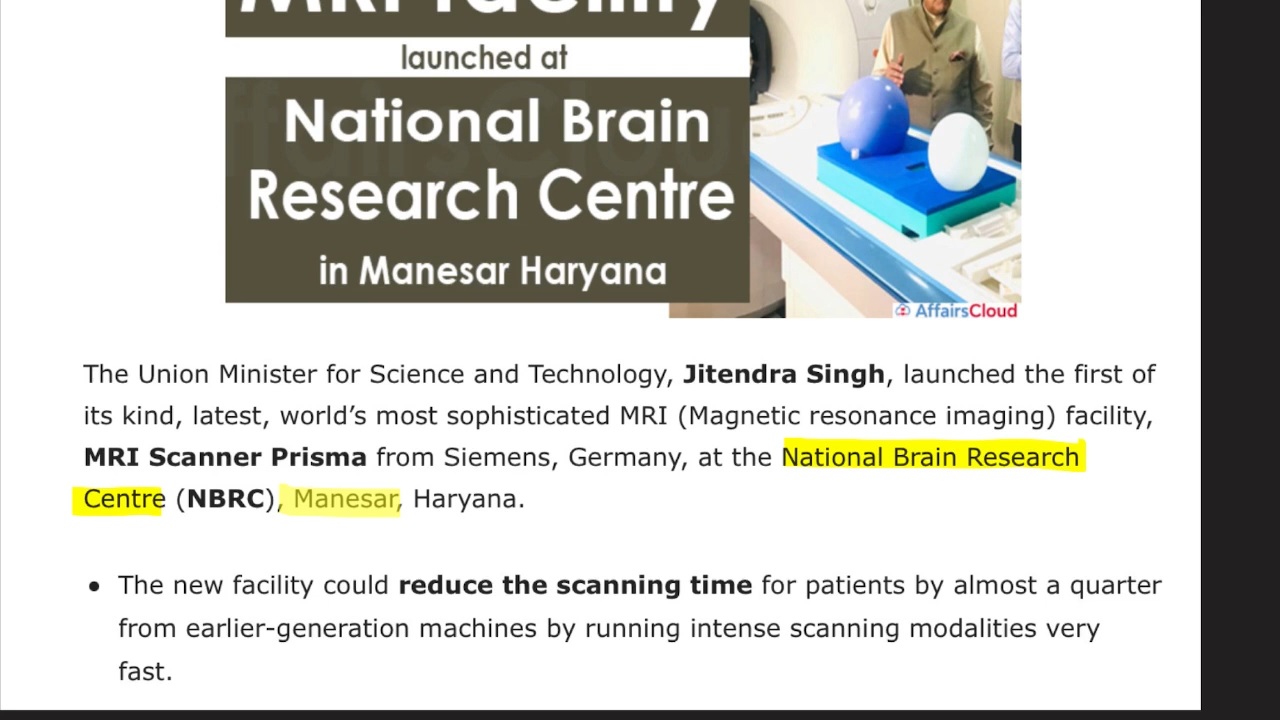 MRI facility
launched at
National Brain
Research Centre
in Manesar Haryana
AffairsCloud
The Union Minister for Science and Technology, Jitendra Singh, launched the first of
its kind, latest, world’s most sophisticated MRI (Magnetic resonance imaging) facility,
MRI Scanner Prisma from Siemens, Germany, at the National Brain Research
Centre (NBRC), Manesar, Haryana.
• The new facility could reduce the scanning time for patients by almost a quarter
from earlier-generation machines by running intense scanning modalities very
fast.